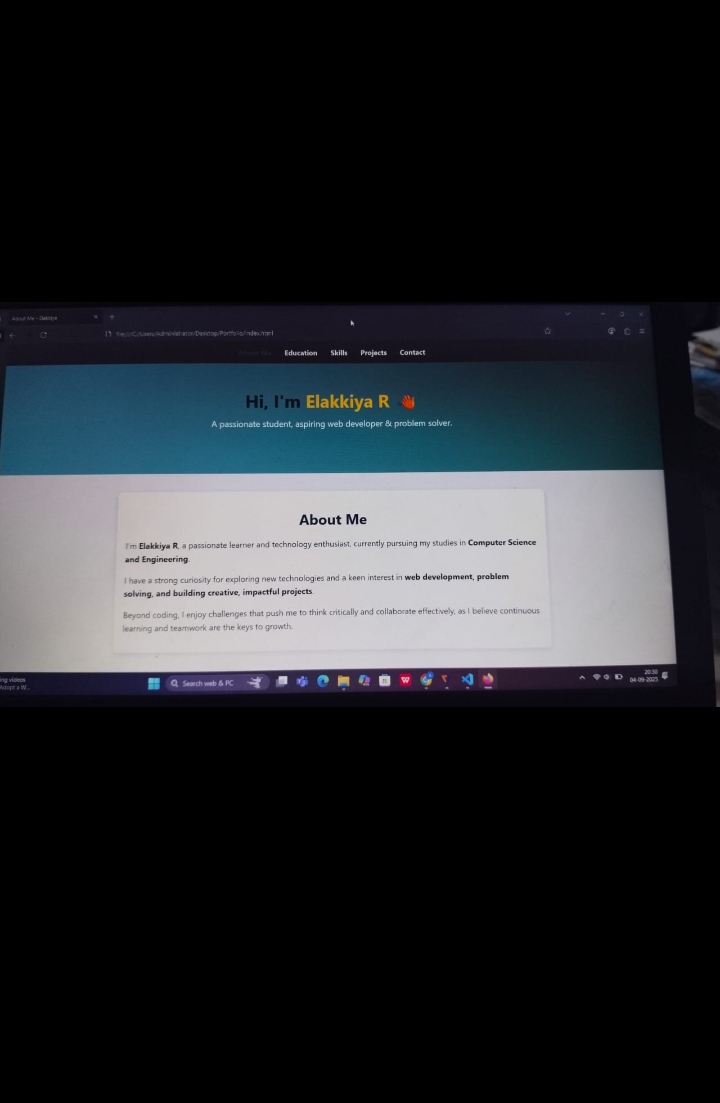 About Me - Elakkiya
file:///C:/Users/Administrator/Desktop/Portfolio/index.html
About Me Education Skills Projects Contact
Hi, I'm Elakkiya R 👋
A passionate student, aspiring web developer & problem solver.
About Me
I'm Elakkiya R, a passionate learner and technology enthusiast, currently pursuing my studies in Computer Science
and Engineering.
I have a strong curiosity for exploring new technologies and a keen interest in web development, problem
solving, and building creative, impactful projects.
Beyond coding, I enjoy challenges that push me to think critically and collaborate effectively, as I believe continuous
learning and teamwork are the keys to growth.
ing videos
Adopt a W...
Search web & PC
20:30
04-09-2025